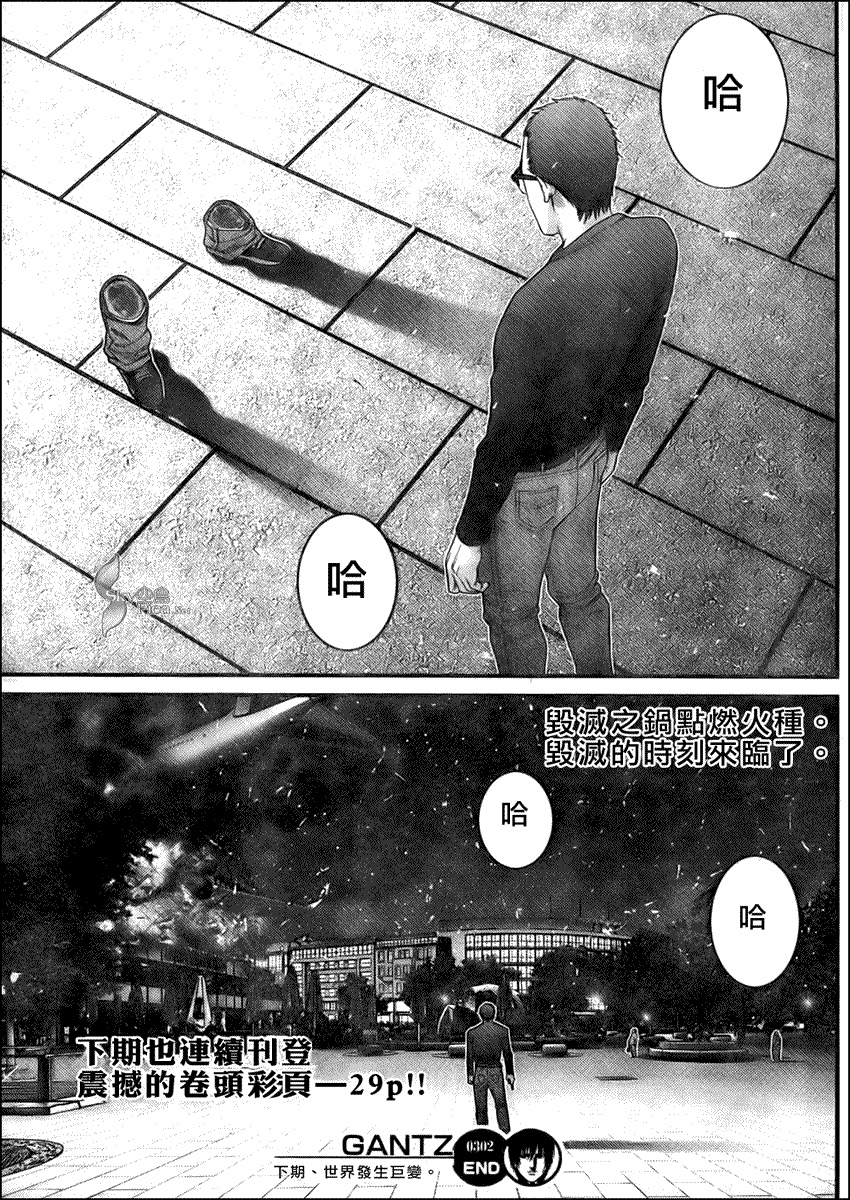 哈
哈
毀滅之鍋點燃火種。
毀滅的時刻來臨了。
哈
哈
下期也連續刊登
震撼的卷頭彩頁—29p!!
GANTZ
0302
END
下期、世界發生巨變。